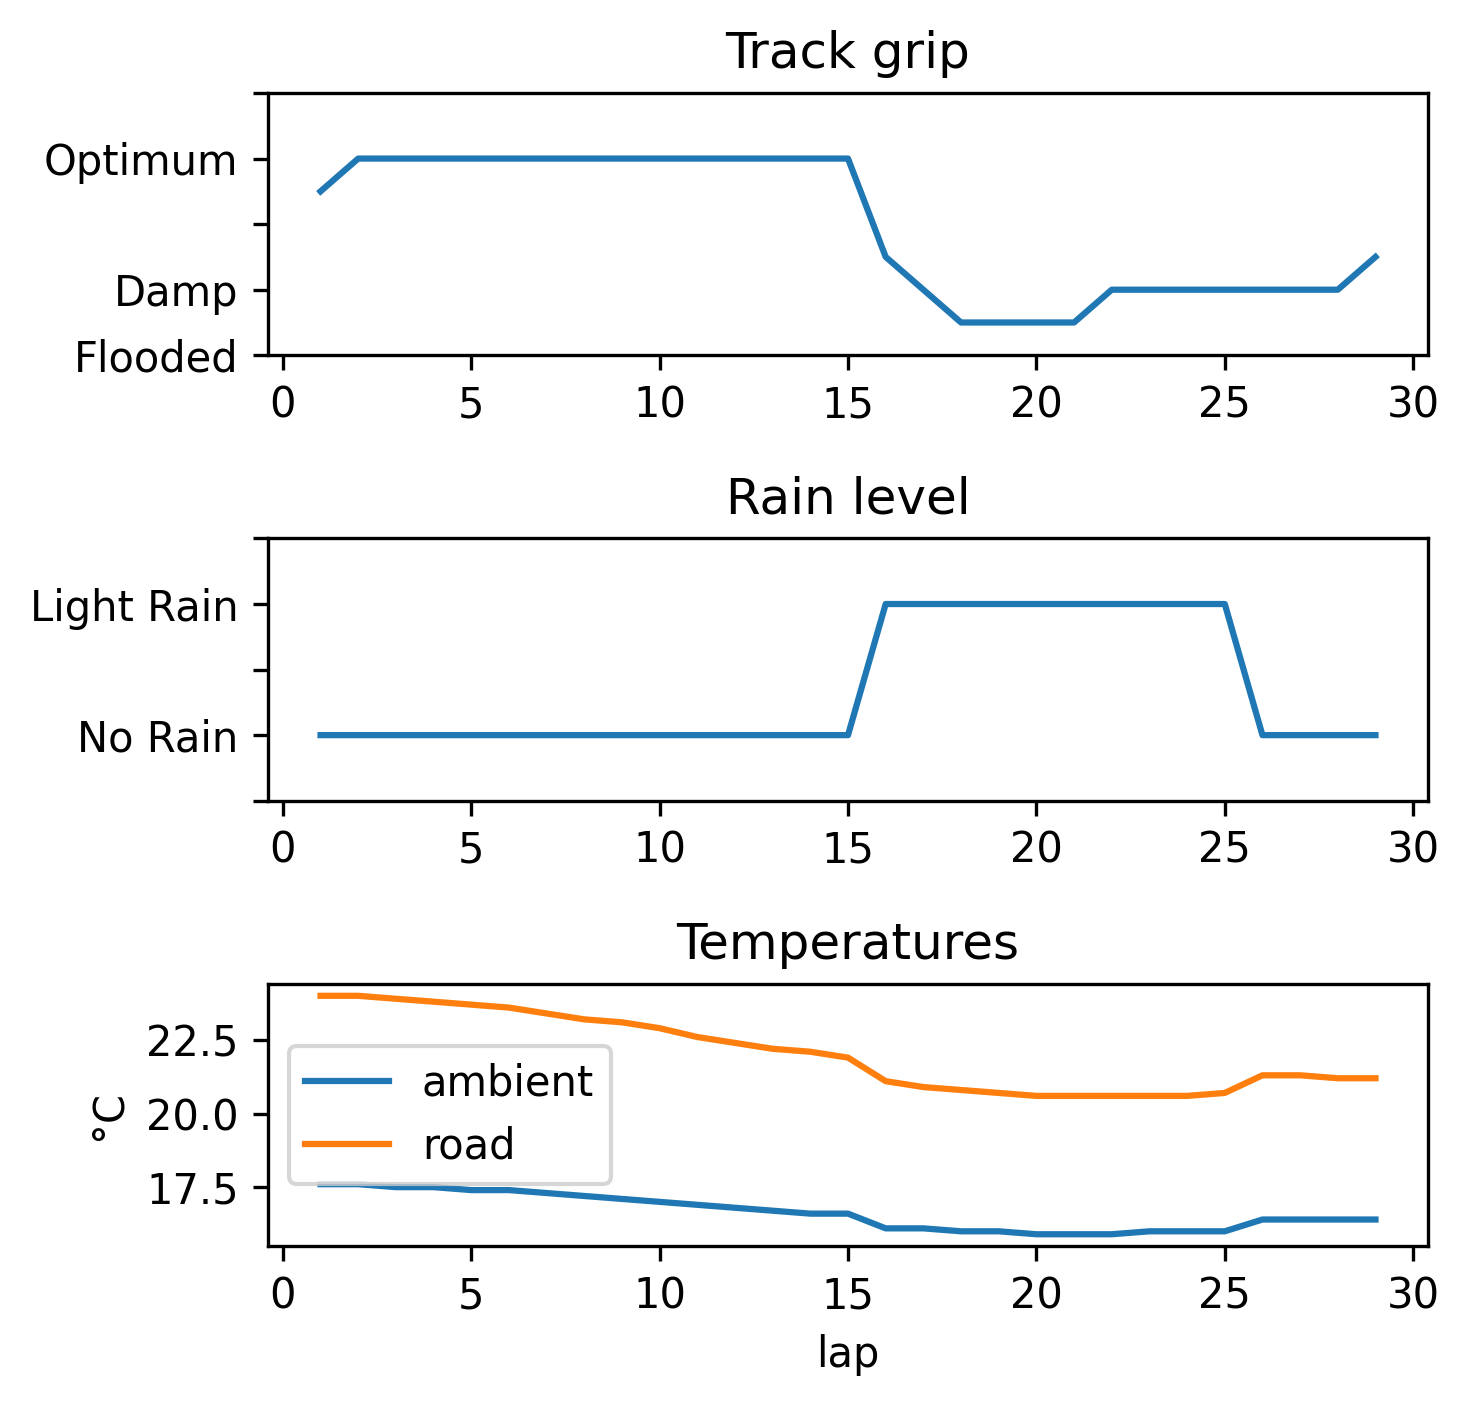 Track grip
Optimum
Damp
Flooded
0 5 10 15 20 25 30
Rain level
Light Rain
No Rain
0 5 10 15 20 25 30
Temperatures
22.5
20.0
17.5
°C
ambient
road
0 5 10 15 20 25 30
lap